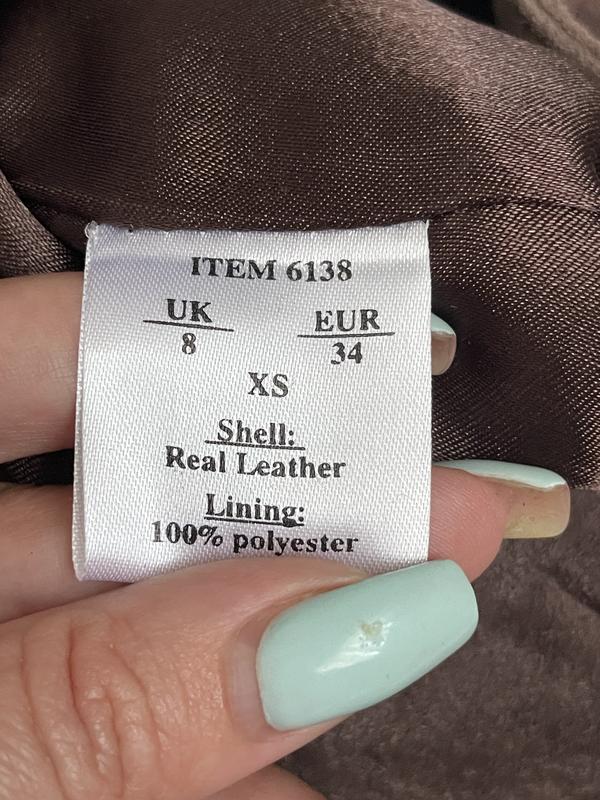 ITEM 6138
UK EUR
8 34
XS
Shell:
Real Leather
Lining:
100% polyester